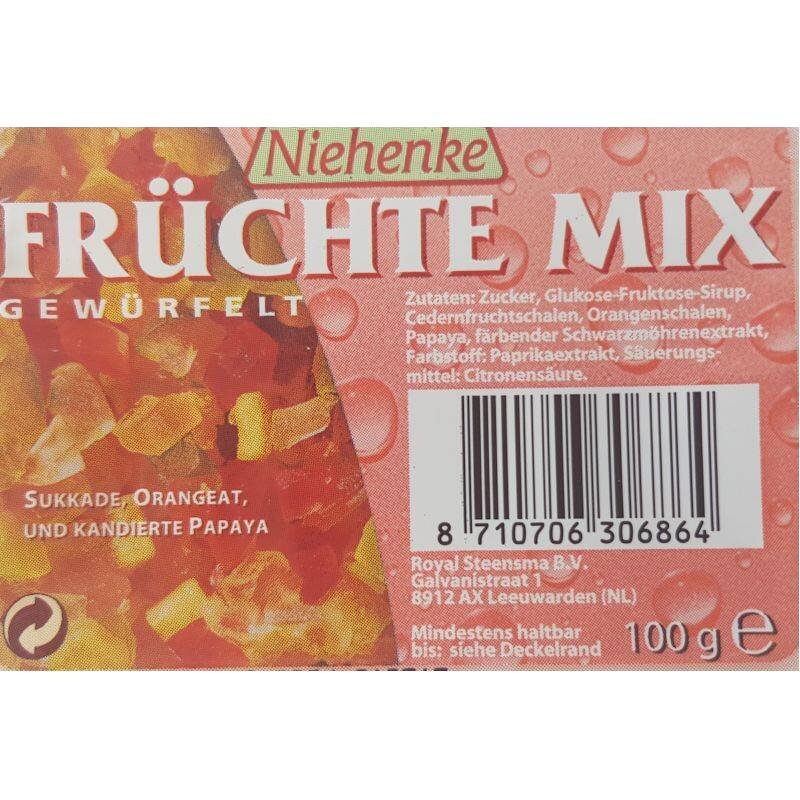 Niehenke
FRÜCHTE MIX
GEWÜRFELT
Zutaten: Zucker, Glukose-Fruktose-Sirup,
Cedernfruchtschalen, Orangenschalen,
Papaya, färbender Schwarzmöhrenextrakt,
Farbstoff: Paprikaextrakt, Säuerungs-
mittel: Citronensäure.
SUKKADE, ORANGEAT,
UND KANDIERTE PAPAYA
8 710706 306864
Royal Steensma B.V.
Galvanistraat 1
8912 AX Leeuwarden (NL)
Mindestens haltbar
bis: siehe Deckelrand
100 g ℮